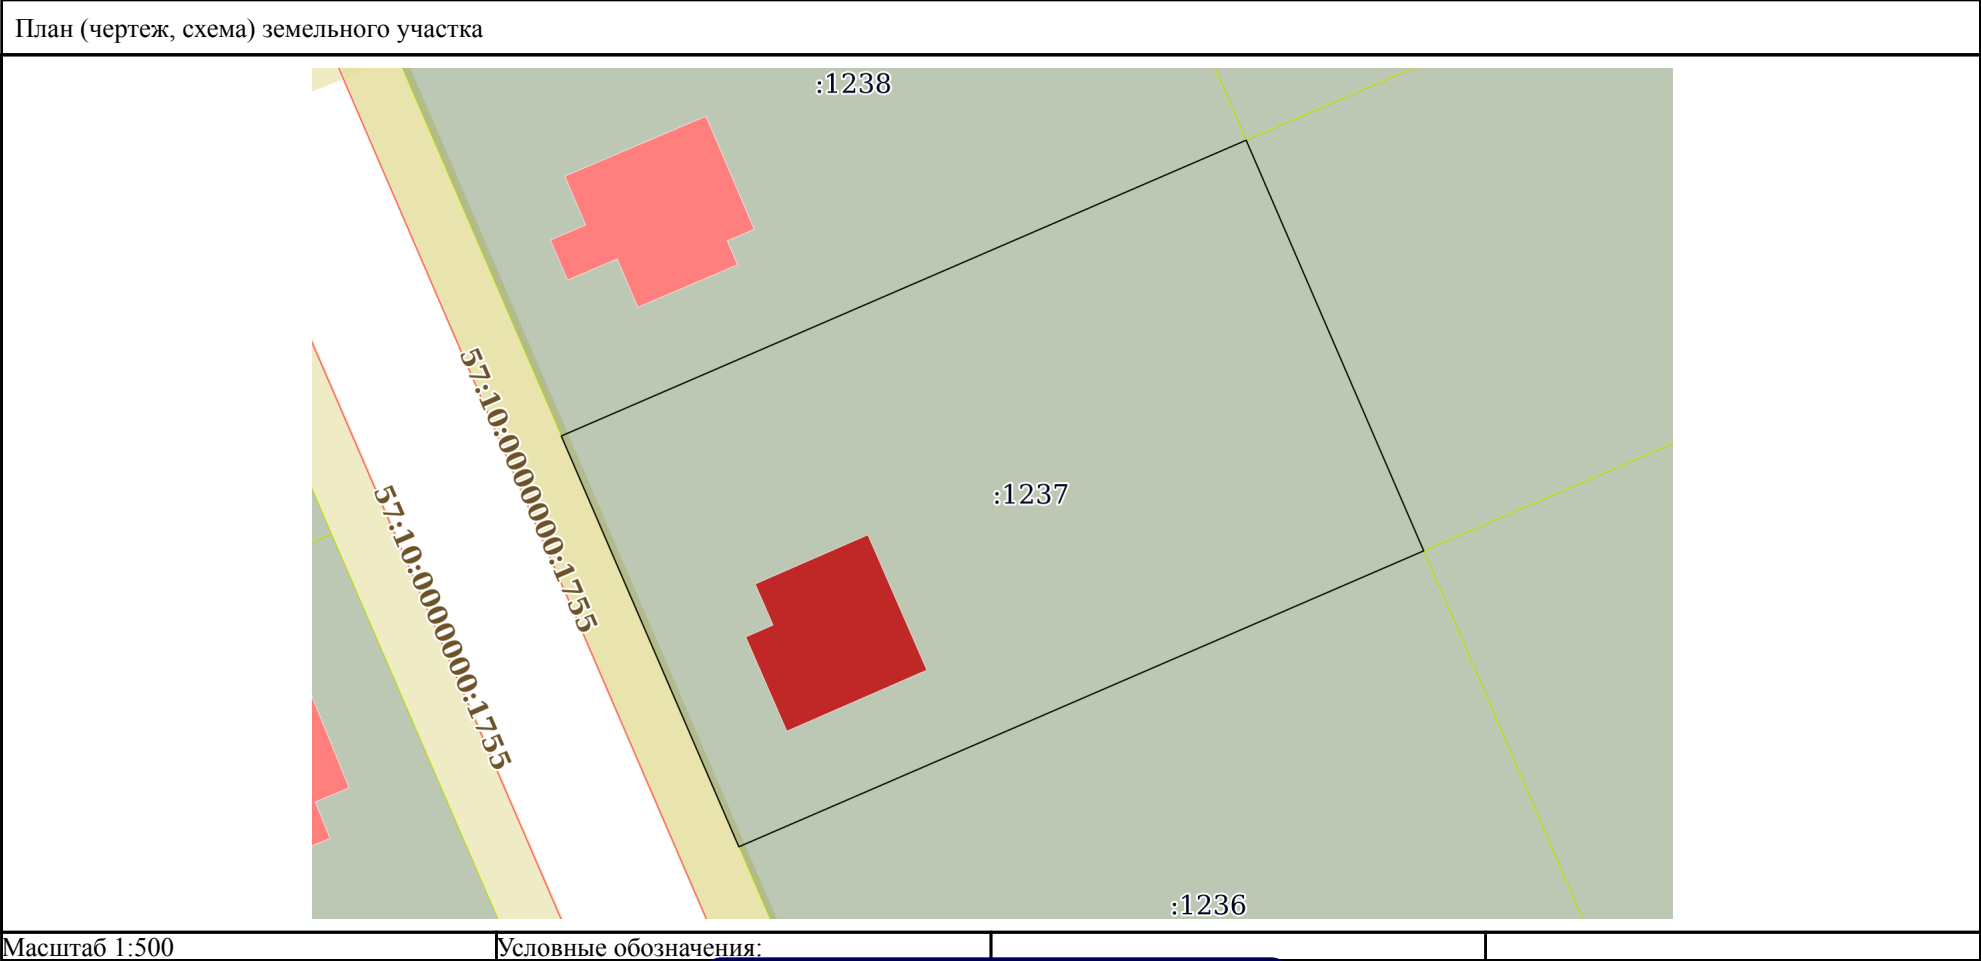 План (чертеж, схема) земельного участка
:1238
57:10:0000000:1755
57:10:0000000:1755
:1237
:1236
Масштаб 1:500
Условные обозначения: